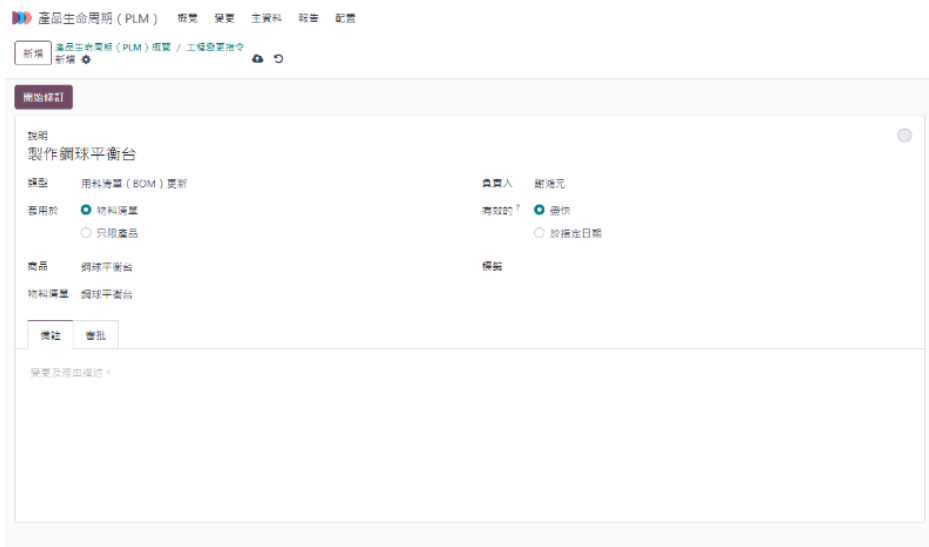 產品生命周期 ( PLM ) 概覽 變更 主資料 報告 配置
新增 產品生命周期 ( PLM ) 概覽 / 工程變更指令
新增
開始修訂
說明
製作鋼球平衡台
類型 用料清單 ( BOM ) 更新 負責人 謝鴻元
套用於 物料清單 有效的 ? 盡快
只限產品 於指定日期
商品 鋼球平衡台 標籤
物料清單 鋼球平衡台
備註 審批
變更及理由描述。